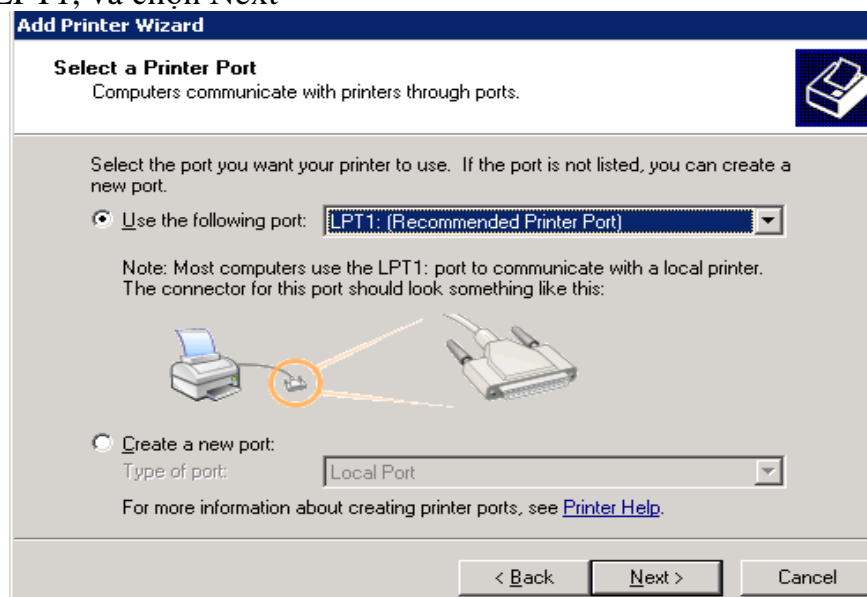 LPT1, và chọn Next
Add Printer Wizard
Select a Printer Port
Computers communicate with printers through ports.
Select the port you want your printer to use. If the port is not listed, you can create a
new port.
Use the following port: LPT1: (Recommended Printer Port)
Note: Most computers use the LPT1: port to communicate with a local printer.
The connector for this port should look something like this:
Create a new port:
Type of port: Local Port
For more information about creating printer ports, see Printer Help.
< Back Next > Cancel